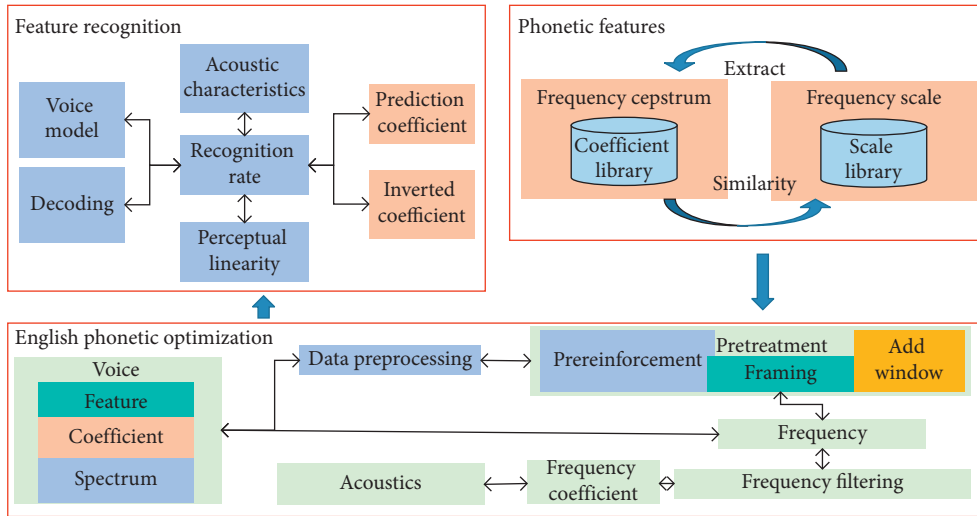 Feature recognition
Acoustic
characteristics
Voice
model
Prediction
coefficient
Recognition
rate
Decoding
Inverted
coefficient
Perceptual
linearity
Phonetic features
Extract
Frequency cepstrum
Frequency scale
Coefficient
library
Scale
library
Similarity
English phonetic optimization
Voice
Feature
Coefficient
Spectrum
Data preprocessing
Prereinforcement
Pretreatment
Framing
Add
window
Frequency
Acoustics
Frequency
coefficient
Frequency filtering